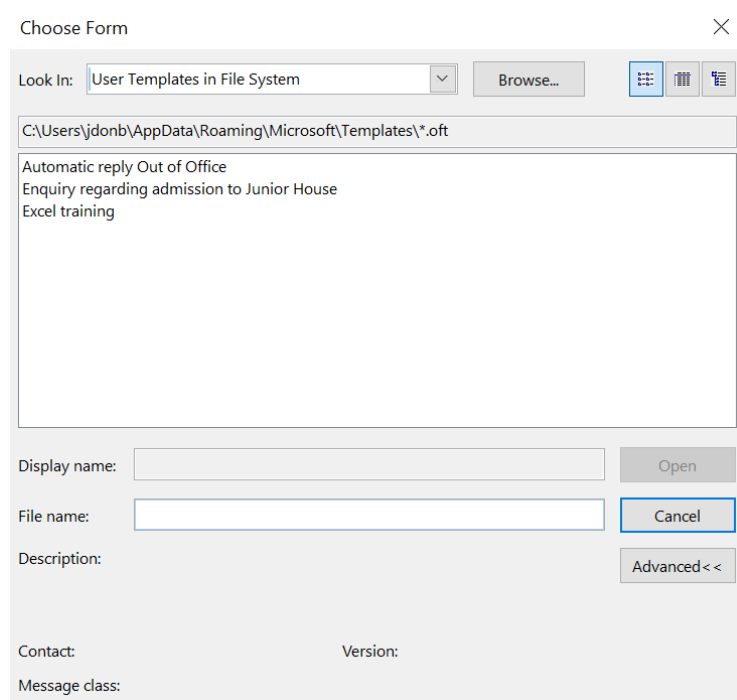 Choose Form
Look In: User Templates in File System Browse...
C:\Users\jdonb\AppData\Roaming\Microsoft\Templates\*.oft
Automatic reply Out of Office
Enquiry regarding admission to Junior House
Excel training
Display name: Open
File name: Cancel
Description:
Advanced<<
Contact: Version:
Message class: